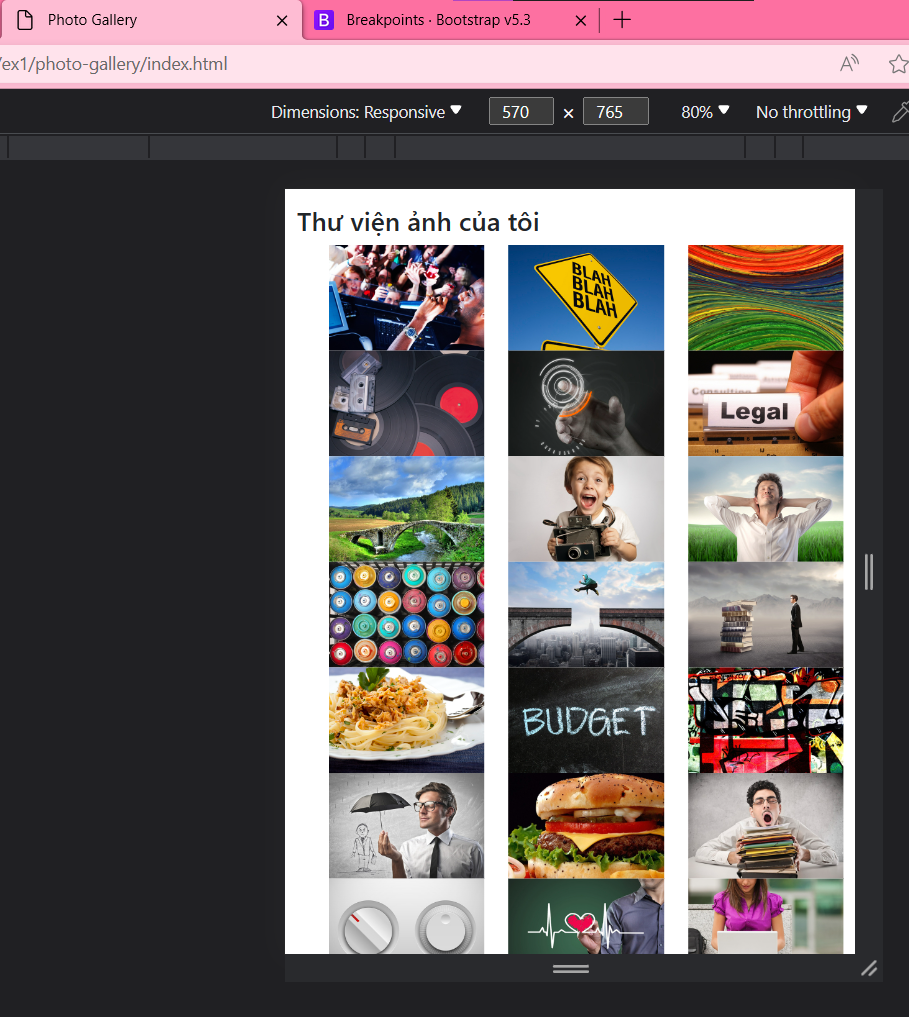 Photo Gallery
B Breakpoints · Bootstrap v5.3
/ex1/photo-gallery/index.html
Dimensions: Responsive 570 × 765 80% No throttling
Thư viện ảnh của tôi
BLAH
BLAH
BLAH
Consulting
Legal
BUDGET